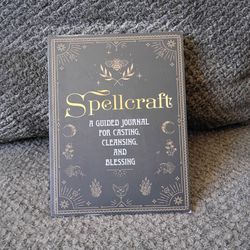 Spellcraft
A GUIDED JOURNAL
FOR CASTING,
CLEANSING,
AND
BLESSING